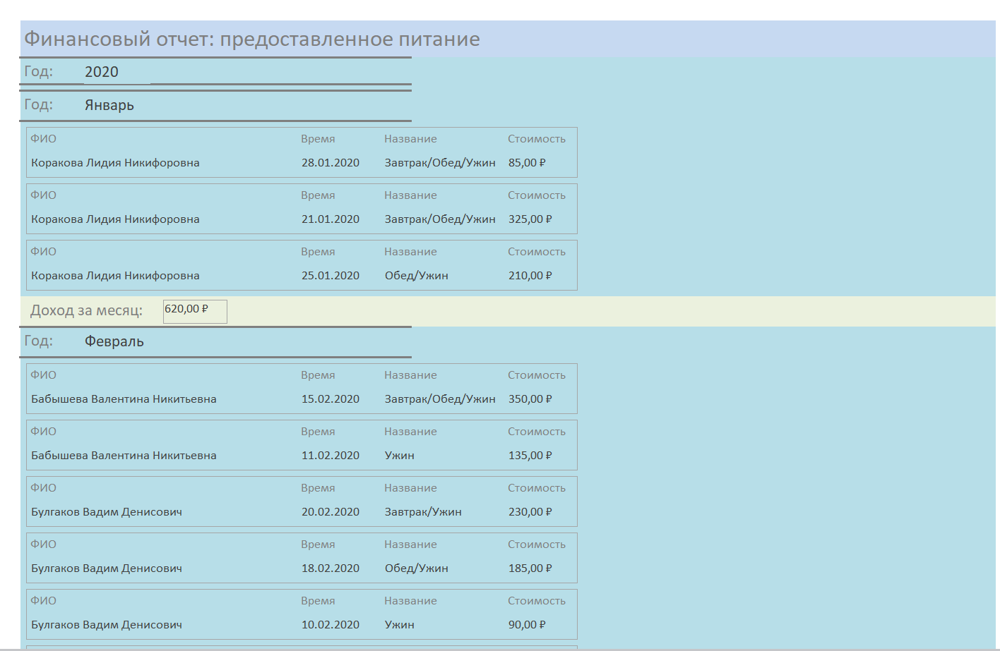 Финансовый отчет: предоставленное питание
Год: 2020
Год: Январь
ФИО Время Название Стоимость
Коракова Лидия Никифоровна 28.01.2020 Завтрак/Обед/Ужин 85,00 ₽
ФИО Время Название Стоимость
Коракова Лидия Никифоровна 21.01.2020 Завтрак/Обед/Ужин 325,00 ₽
ФИО Время Название Стоимость
Коракова Лидия Никифоровна 25.01.2020 Обед/Ужин 210,00 ₽
Доход за месяц: 620,00 ₽
Год: Февраль
ФИО Время Название Стоимость
Бабышева Валентина Никитьевна 15.02.2020 Завтрак/Обед/Ужин 350,00 ₽
ФИО Время Название Стоимость
Бабышева Валентина Никитьевна 11.02.2020 Ужин 135,00 ₽
ФИО Время Название Стоимость
Булгаков Вадим Денисович 20.02.2020 Завтрак/Ужин 230,00 ₽
ФИО Время Название Стоимость
Булгаков Вадим Денисович 18.02.2020 Обед/Ужин 185,00 ₽
ФИО Время Название Стоимость
Булгаков Вадим Денисович 10.02.2020 Ужин 90,00 ₽